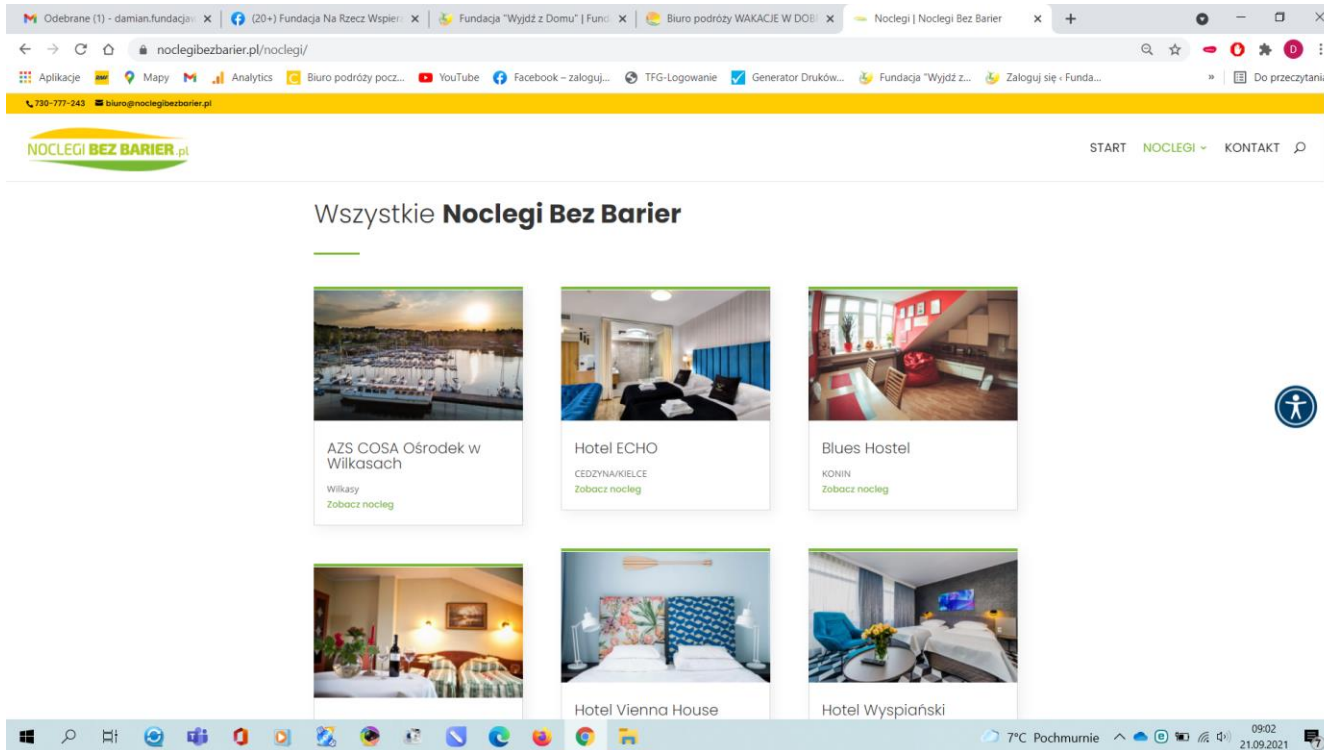 Odebrane (1) - damian.fundacjaw
(20+) Fundacja Na Rzecz Wspier
Fundacja "Wyjdź z Domu" | Fund
Biuro podróży WAKACJE W DOB
Noclegi | Noclegi Bez Barier
noclegibezbarier.pl/noclegi/
D
Aplikacje
Mapy
Analytics
Biuro podróży pocz...
YouTube
Facebook – zaloguj...
TFG-Logowanie
Generator Druków...
Fundacja "Wyjdź z...
Zaloguj się ‹ Funda...
»
Do przeczytania
730-777-243 biuro@noclegibezbarier.pl
NOCLEGI BEZ BARIER.pl
START NOCLEGI KONTAKT
Wszystkie Noclegi Bez Barier
AZS COSA Ośrodek w
Wilkasach
Wilkasy
Zobacz nocleg
Hotel ECHO
CEDZYNA/KIELCE
Zobacz nocleg
Blues Hostel
KONIN
Zobacz nocleg
Hotel Vienna House
Hotel Wyspiański
7°C Pochmurnie
09:02
21.09.2021
7